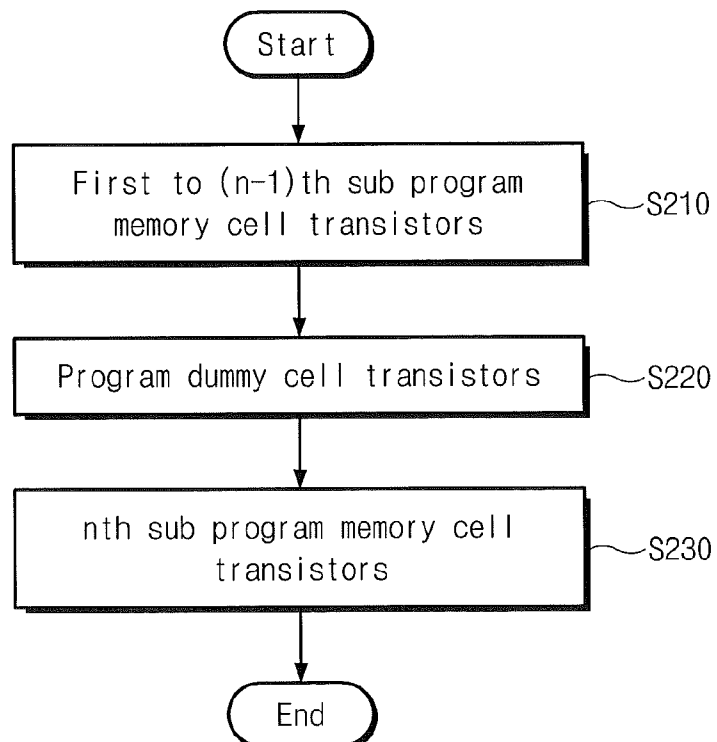 Start
First to (n-1)th sub program
memory cell transistors
S210
Program dummy cell transistors
S220
nth sub program memory cell
transistors
S230
End